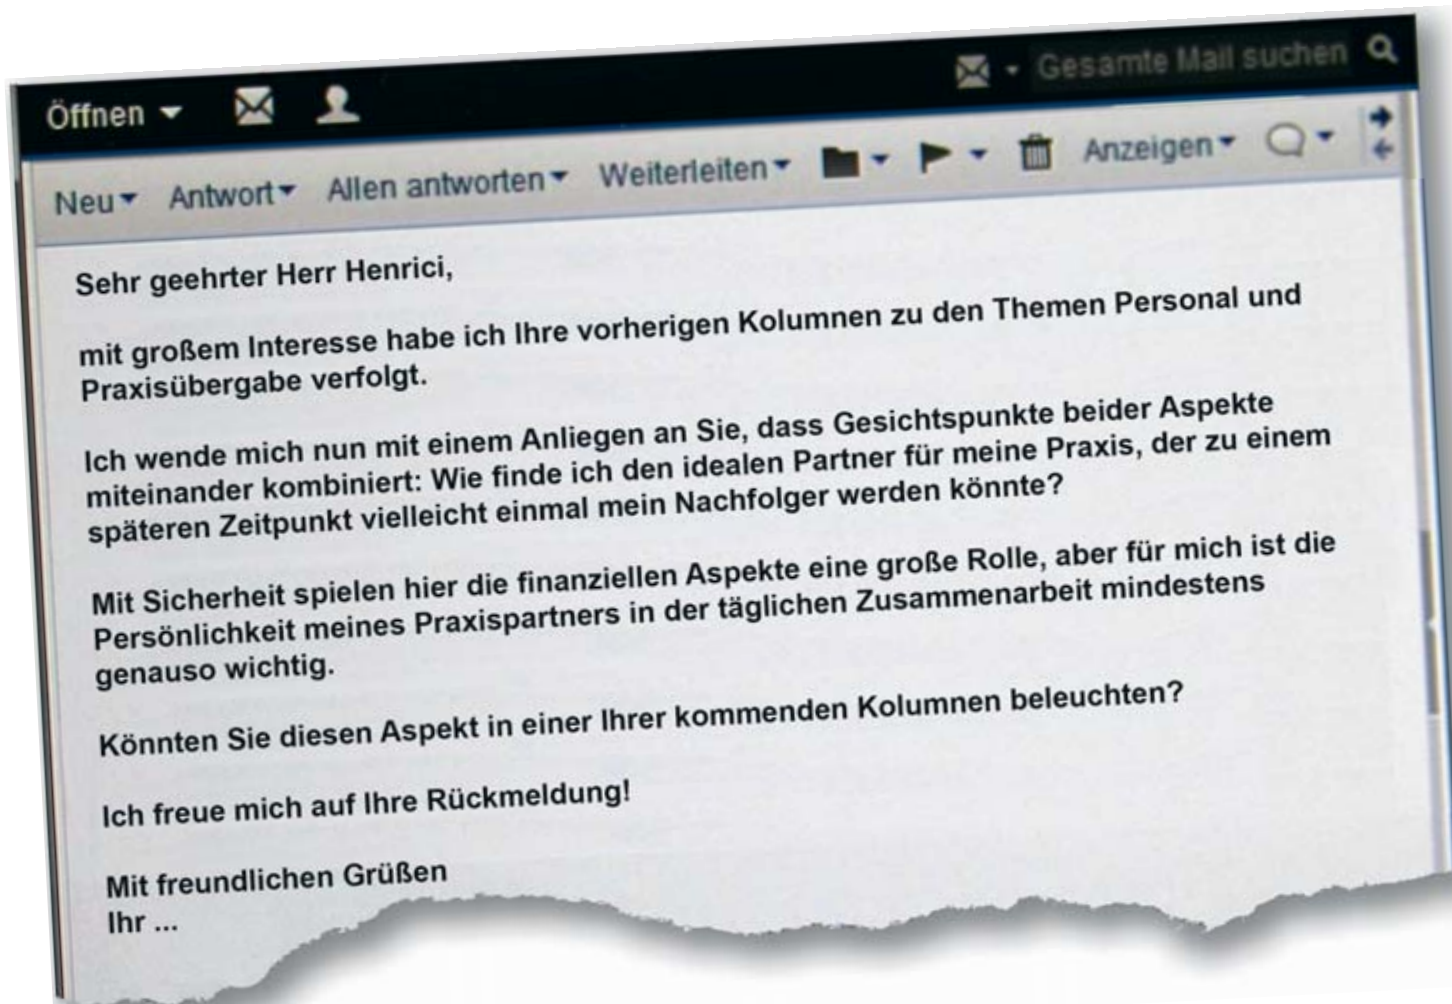 Öffnen
Gesamte Mail suchen
Neu Antwort Allen antworten Weiterleiten Anzeigen
Sehr geehrter Herr Henrici,
mit großem Interesse habe ich Ihre vorherigen Kolumnen zu den Themen Personal und
Praxisübergabe verfolgt.
Ich wende mich nun mit einem Anliegen an Sie, dass Gesichtspunkte beider Aspekte
miteinander kombiniert: Wie finde ich den idealen Partner für meine Praxis, der zu einem
späteren Zeitpunkt vielleicht einmal mein Nachfolger werden könnte?
Mit Sicherheit spielen hier die finanziellen Aspekte eine große Rolle, aber für mich ist die
Persönlichkeit meines Praxispartners in der täglichen Zusammenarbeit mindestens
genauso wichtig.
Könnten Sie diesen Aspekt in einer Ihrer kommenden Kolumnen beleuchten?
Ich freue mich auf Ihre Rückmeldung!
Mit freundlichen Grüßen
Ihr ...